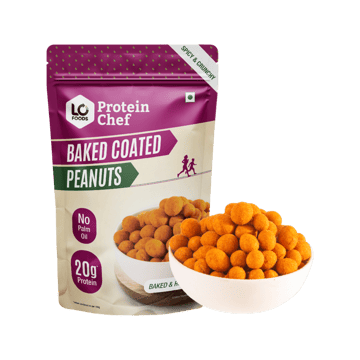 SPICY & CRUNCHY
LO
FOODS
Protein
Chef
BAKED COATED
PEANUTS
No
Palm
Oil
20g
Protein
BAKED &